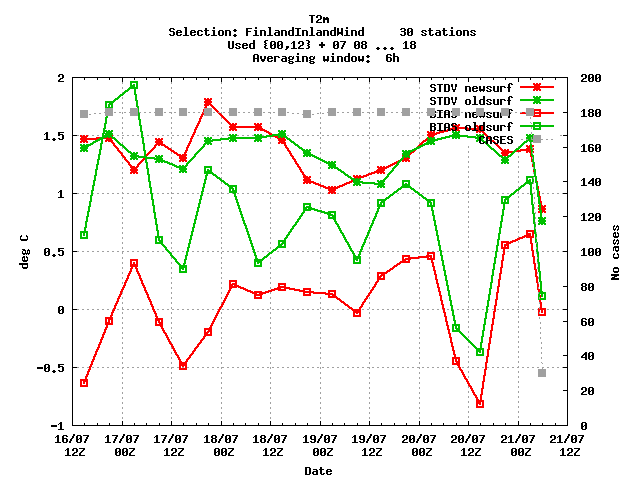 T2m
Selection: FinlandInlandWind 30 stations
Used {00,12} + 07 08 ... 18
Averaging window: 6h
STDV newsurf
STDV oldsurf
BIAS newsurf
BIAS oldsurf
CASES
2
1.5
1
0.5
0
-0.5
-1
deg C
200
180
160
140
120
100
80
60
40
20
0
No cases
16/07 17/07 17/07 18/07 18/07 19/07 19/07 20/07 20/07 21/07 21/07
12Z 00Z 12Z 00Z 12Z 00Z 12Z 00Z 12Z 00Z 12Z
Date